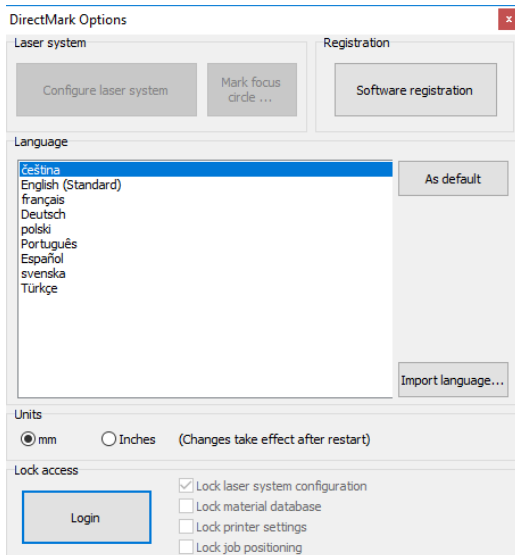 DirectMark Options
x
Laser system
Configure laser system
Mark focus
circle ...
Registration
Software registration
Language
čeština
English (Standard)
français
Deutsch
polski
Português
Español
svenska
Türkçe
As default
Import language...
Units
mm
Inches
(Changes take effect after restart)
Lock access
Login
Lock laser system configuration
Lock material database
Lock printer settings
Lock job positioning